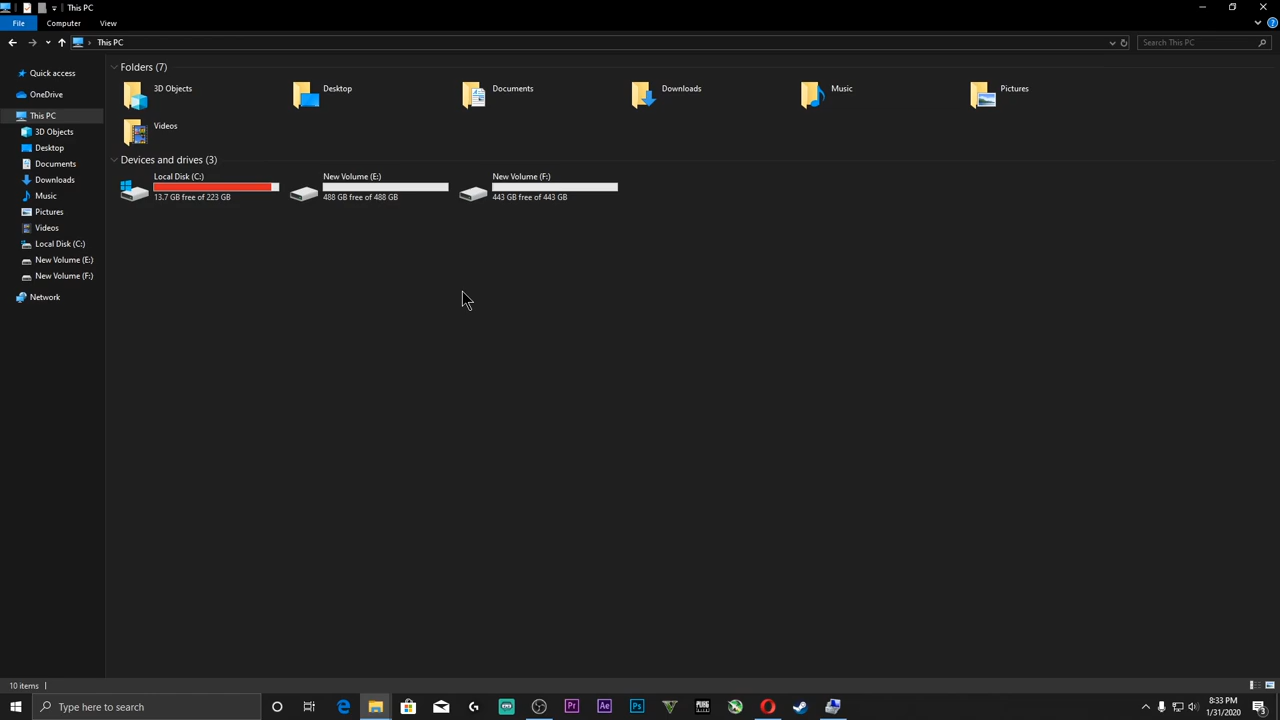 This PC
File Computer View
This PC Search This PC
Quick access
OneDrive
This PC
3D Objects
Desktop
Documents
Downloads
Music
Pictures
Videos
Local Disk (C:)
New Volume (E:)
New Volume (F:)
Network
Folders (7)
3D Objects Desktop Documents Downloads Music Pictures
Videos
Devices and drives (3)
Local Disk (C:)
13.7 GB free of 223 GB
New Volume (E:)
488 GB free of 488 GB
New Volume (F:)
443 GB free of 443 GB
10 items
Type here to search
Pr Ae Ps
8:33 PM
1/31/2020